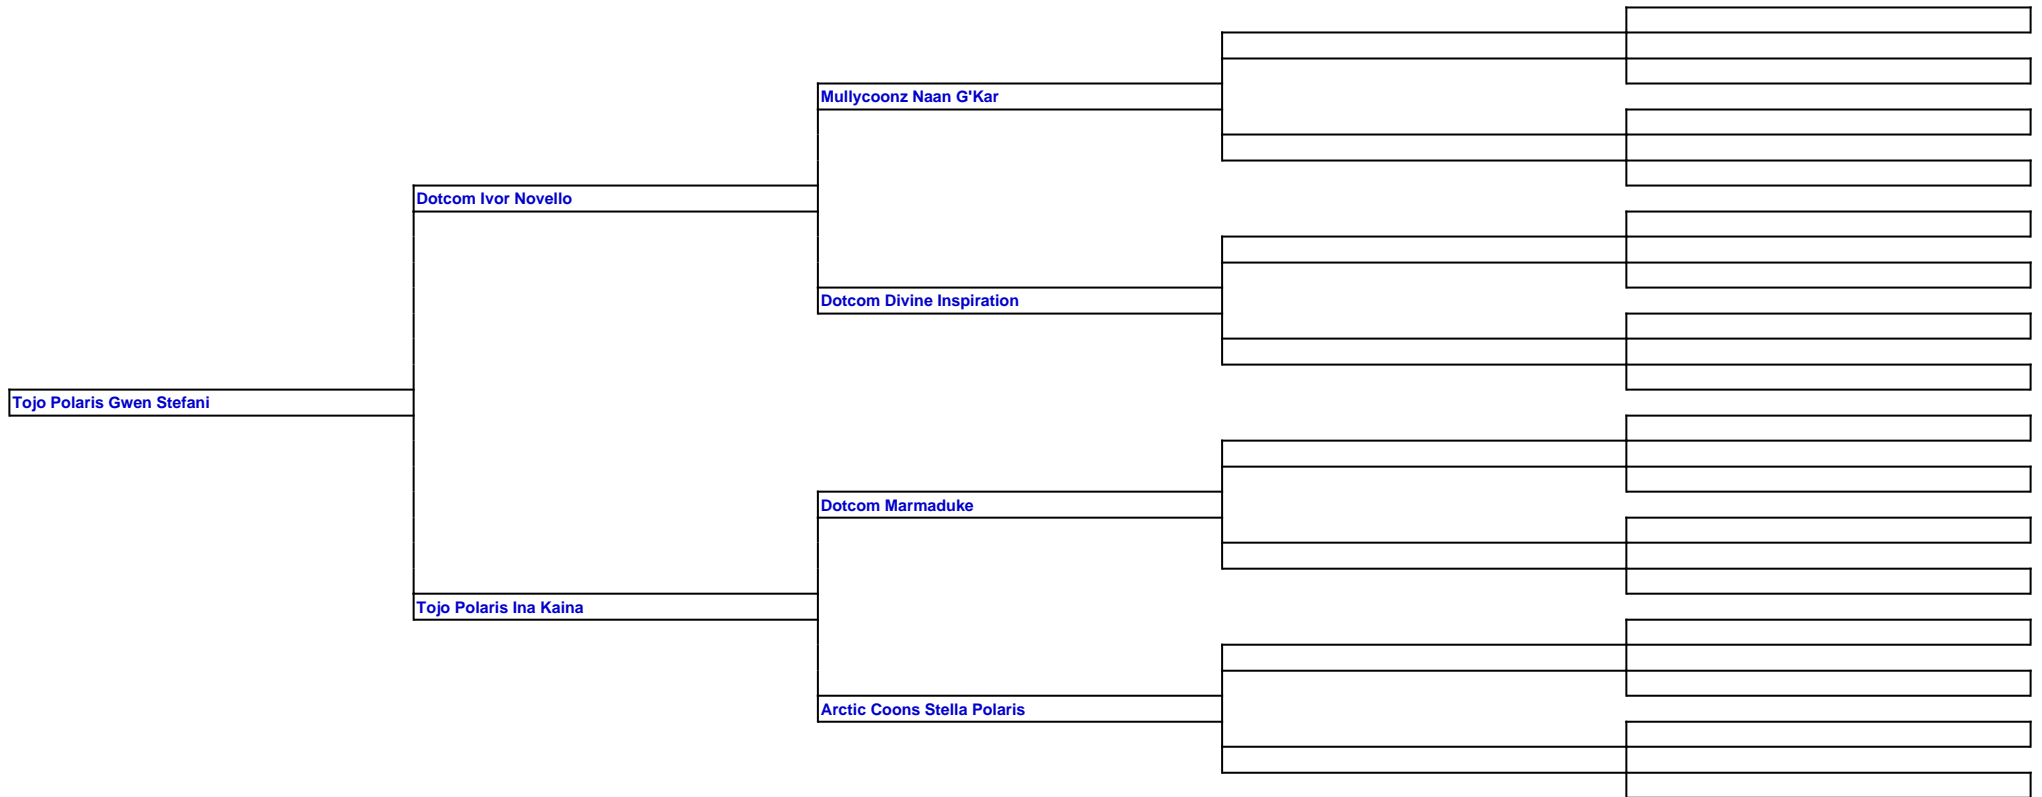 Mullycoonz Naan G'Kar
Dotcom Ivor Novello
Dotcom Divine Inspiration
Tojo Polaris Gwen Stefani
Dotcom Marmaduke
Tojo Polaris Ina Kaina
Arctic Coons Stella Polaris